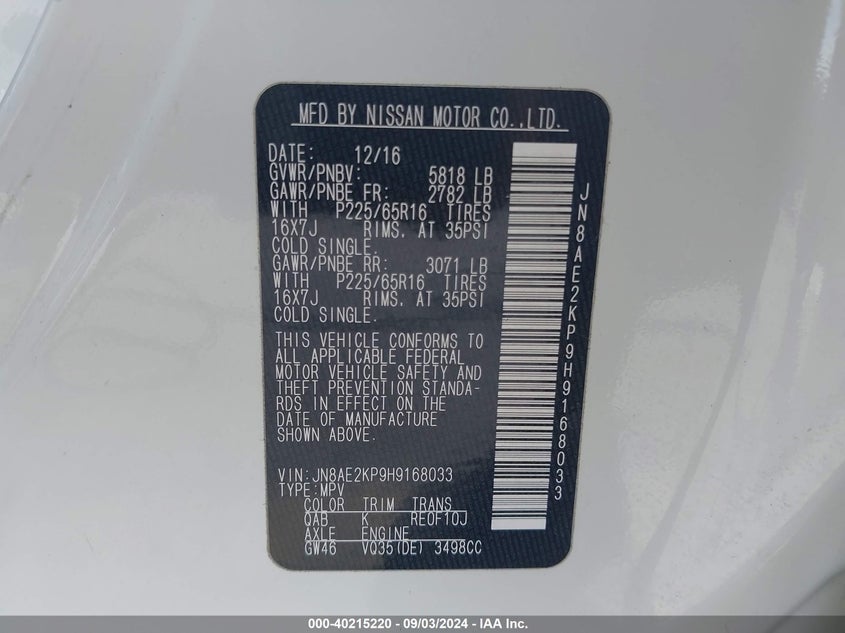 MFD BY NISSAN MOTOR CO.,LTD.
DATE: 12/16
GVWR/PNBV: 5818 LB
GAWR/PNBE FR: 2782 LB
WITH P225/65R16 TIRES
16X7J RIMS. AT 35PSI
COLD SINGLE.
GAWR/PNBE RR: 3071 LB
WITH P225/65R16 TIRES
16X7J RIMS. AT 35PSI
COLD SINGLE.
THIS VEHICLE CONFORMS TO
ALL APPLICABLE FEDERAL
MOTOR VEHICLE SAFETY AND
THEFT PREVENTION STANDA-
RDS IN EFFECT ON THE
DATE OF MANUFACTURE
SHOWN ABOVE.
VIN:JN8AE2KP9H9168033
TYPE:MPV
COLOR TRIM TRANS
QAB K RE0F10J
AXLE ENGINE
GW46 VQ35(DE) 3498CC
JN8AE2KP9H9168033
000-40215220 - 09/03/2024 - IAA Inc.